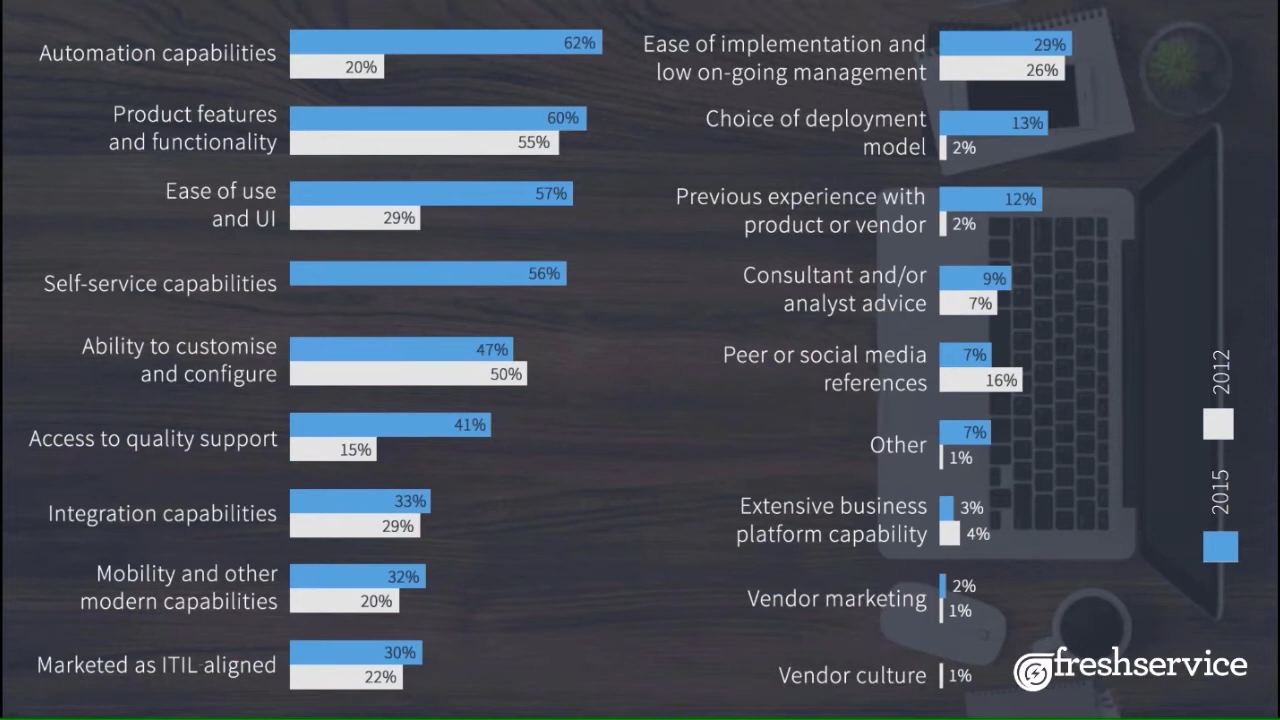 Automation capabilities
62%
20%
Product features
and functionality
60%
55%
Ease of use
and UI
57%
29%
Self-service capabilities
56%
Ability to customise
and configure
47%
50%
Access to quality support
41%
15%
Integration capabilities
33%
29%
Mobility and other
modern capabilities
32%
20%
Marketed as ITIL aligned
30%
22%
Ease of implementation and
low on-going management
29%
26%
Choice of deployment
model
13%
2%
Previous experience with
product or vendor
12%
2%
Consultant and/or
analyst advice
9%
7%
Peer or social media
references
7%
16%
Other
7%
1%
Extensive business
platform capability
3%
4%
Vendor marketing
2%
1%
Vendor culture
1%
2012
2015
freshservice